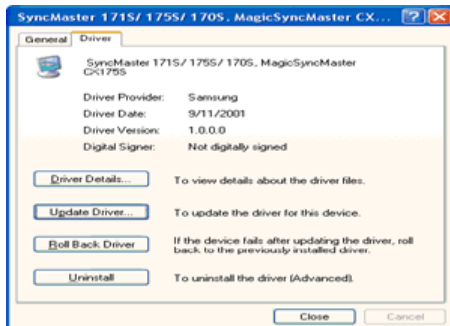 SyncMaster 171S/ 175S/ 170S, MagicSyncMaster CX...
General Driver
SyncMaster 171S/ 175S/ 170S, MagicSyncMaster
CX175S
Driver Provider: Samsung
Driver Date: 9/11/2001
Driver Version: 1.0.0.0
Digital Signer: Not digitally signed
Driver Details... To view details about the driver files.
Update Driver... To update the driver for this device.
Roll Back Driver If the device fails after updating the driver, roll
back to the previously installed driver.
Uninstall To uninstall the driver (Advanced).
Close Cancel